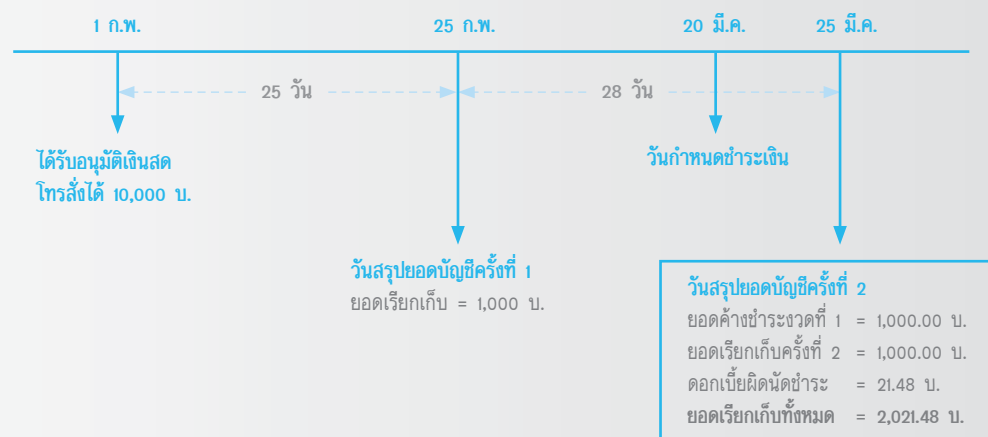 1 ก.พ. 25 ก.พ. 20 มี.ค. 25 มี.ค.
25 วัน 28 วัน
ได้รับอนุมัติเงินสด
โทรสั่งได้ 10,000 บ.
วันกำหนดชำระเงิน
วันสรุปยอดบัญชีครั้งที่ 1
ยอดเรียกเก็บ = 1,000 บ.
วันสรุปยอดบัญชีครั้งที่ 2
ยอดค้างชำระงวดที่ 1 = 1,000.00 บ.
ยอดเรียกเก็บครั้งที่ 2 = 1,000.00 บ.
ดอกเบี้ยผิดนัดชำระ = 21.48 บ.
ยอดเรียกเก็บทั้งหมด = 2,021.48 บ.